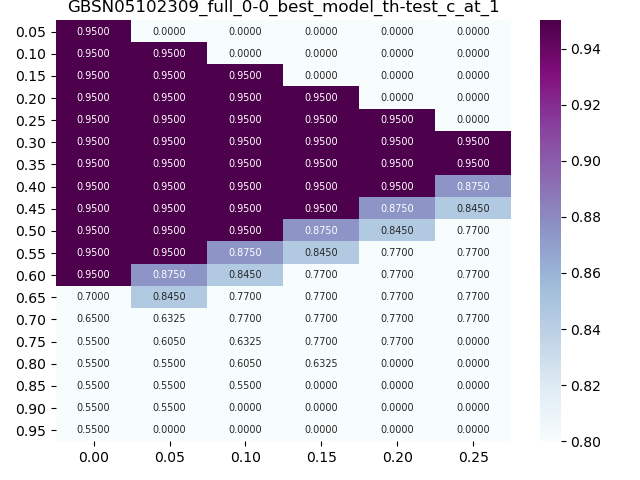 GBSN05102309_full_0-0_best_model_th-test_c_at_1
0.05 0.9500 0.0000 0.0000 0.0000 0.0000 0.0000
0.10 0.9500 0.9500 0.0000 0.0000 0.0000 0.0000
0.15 0.9500 0.9500 0.9500 0.0000 0.0000 0.0000
0.20 0.9500 0.9500 0.9500 0.9500 0.0000 0.0000
0.25 0.9500 0.9500 0.9500 0.9500 0.9500 0.0000
0.30 0.9500 0.9500 0.9500 0.9500 0.9500 0.9500
0.35 0.9500 0.9500 0.9500 0.9500 0.9500 0.9500
0.40 0.9500 0.9500 0.9500 0.9500 0.9500 0.8750
0.45 0.9500 0.9500 0.9500 0.9500 0.8750 0.8450
0.50 0.9500 0.9500 0.9500 0.8750 0.8450 0.7700
0.55 0.9500 0.9500 0.8750 0.8450 0.7700 0.7700
0.60 0.9500 0.8750 0.8450 0.7700 0.7700 0.7700
0.65 0.7000 0.8450 0.7700 0.7700 0.7700 0.7700
0.70 0.6500 0.6325 0.7700 0.7700 0.7700 0.7700
0.75 0.5500 0.6050 0.6325 0.7700 0.7700 0.0000
0.80 0.5500 0.5500 0.6050 0.6325 0.0000 0.0000
0.85 0.5500 0.5500 0.5500 0.0000 0.0000 0.0000
0.90 0.5500 0.5500 0.0000 0.0000 0.0000 0.0000
0.95 0.5500 0.0000 0.0000 0.0000 0.0000 0.0000
0.00 0.05 0.10 0.15 0.20 0.25
0.94
0.92
0.90
0.88
0.86
0.84
0.82
0.80